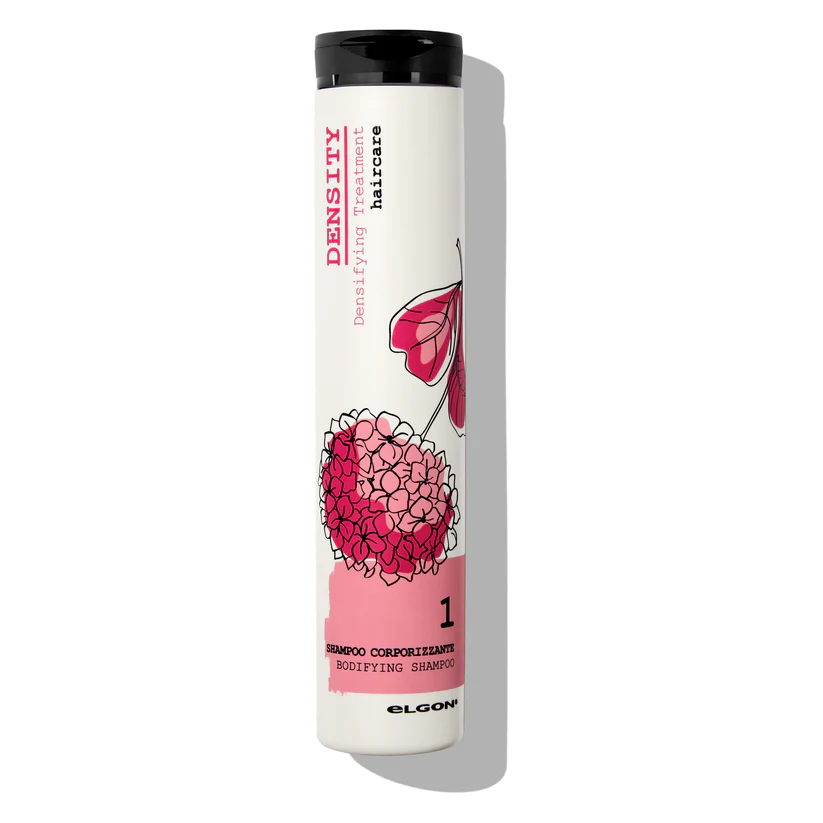 DENSITY
Densifying Treatment
haircare
1
SHAMPOO CORPORIZZANTE
BODIFYING SHAMPOO
eLGON